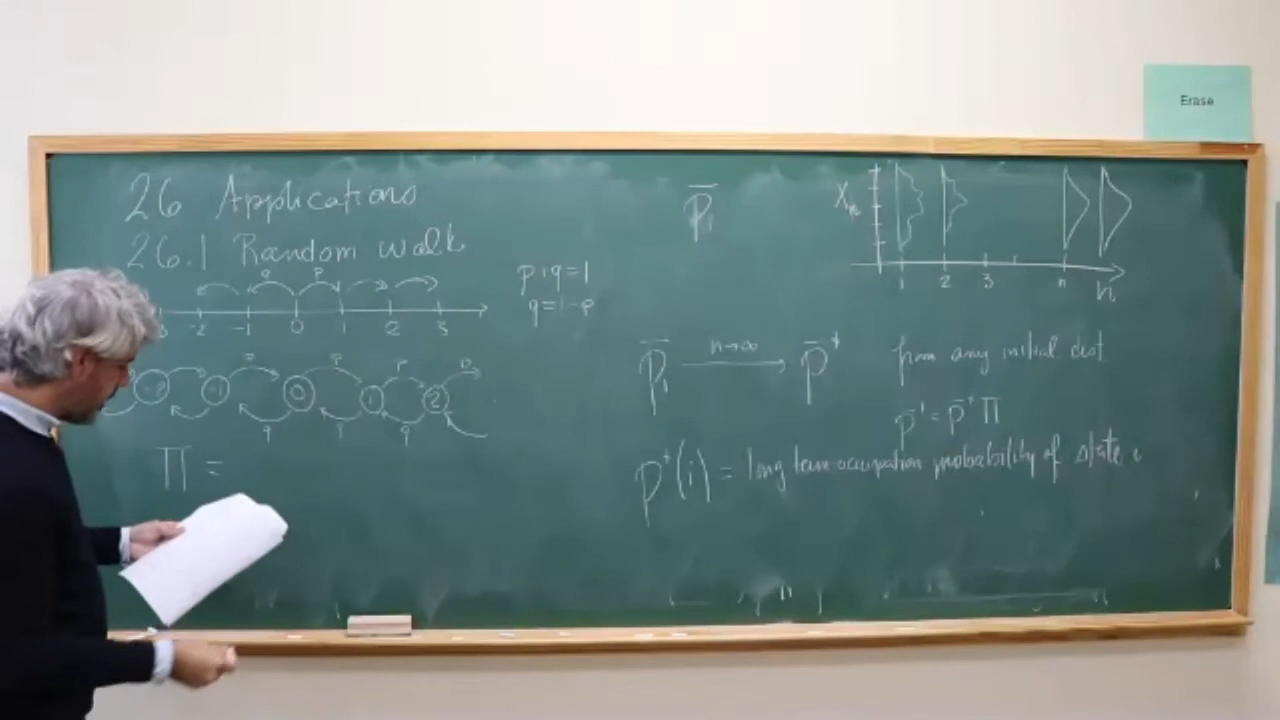 Erase
26 Applications
26.1 Random walk
q p
-2 -1 0 1 2 3
p+q=1
q=1-p
p p p
-2 -1 0 1 2
q q q
Π =
p̄₁
Xₙ
1 2 3 n n
p̄₁ n→∞ p̄*
from any initial dist
p̄* = p̄* Π
p*(i) = long term occupation probability of state i